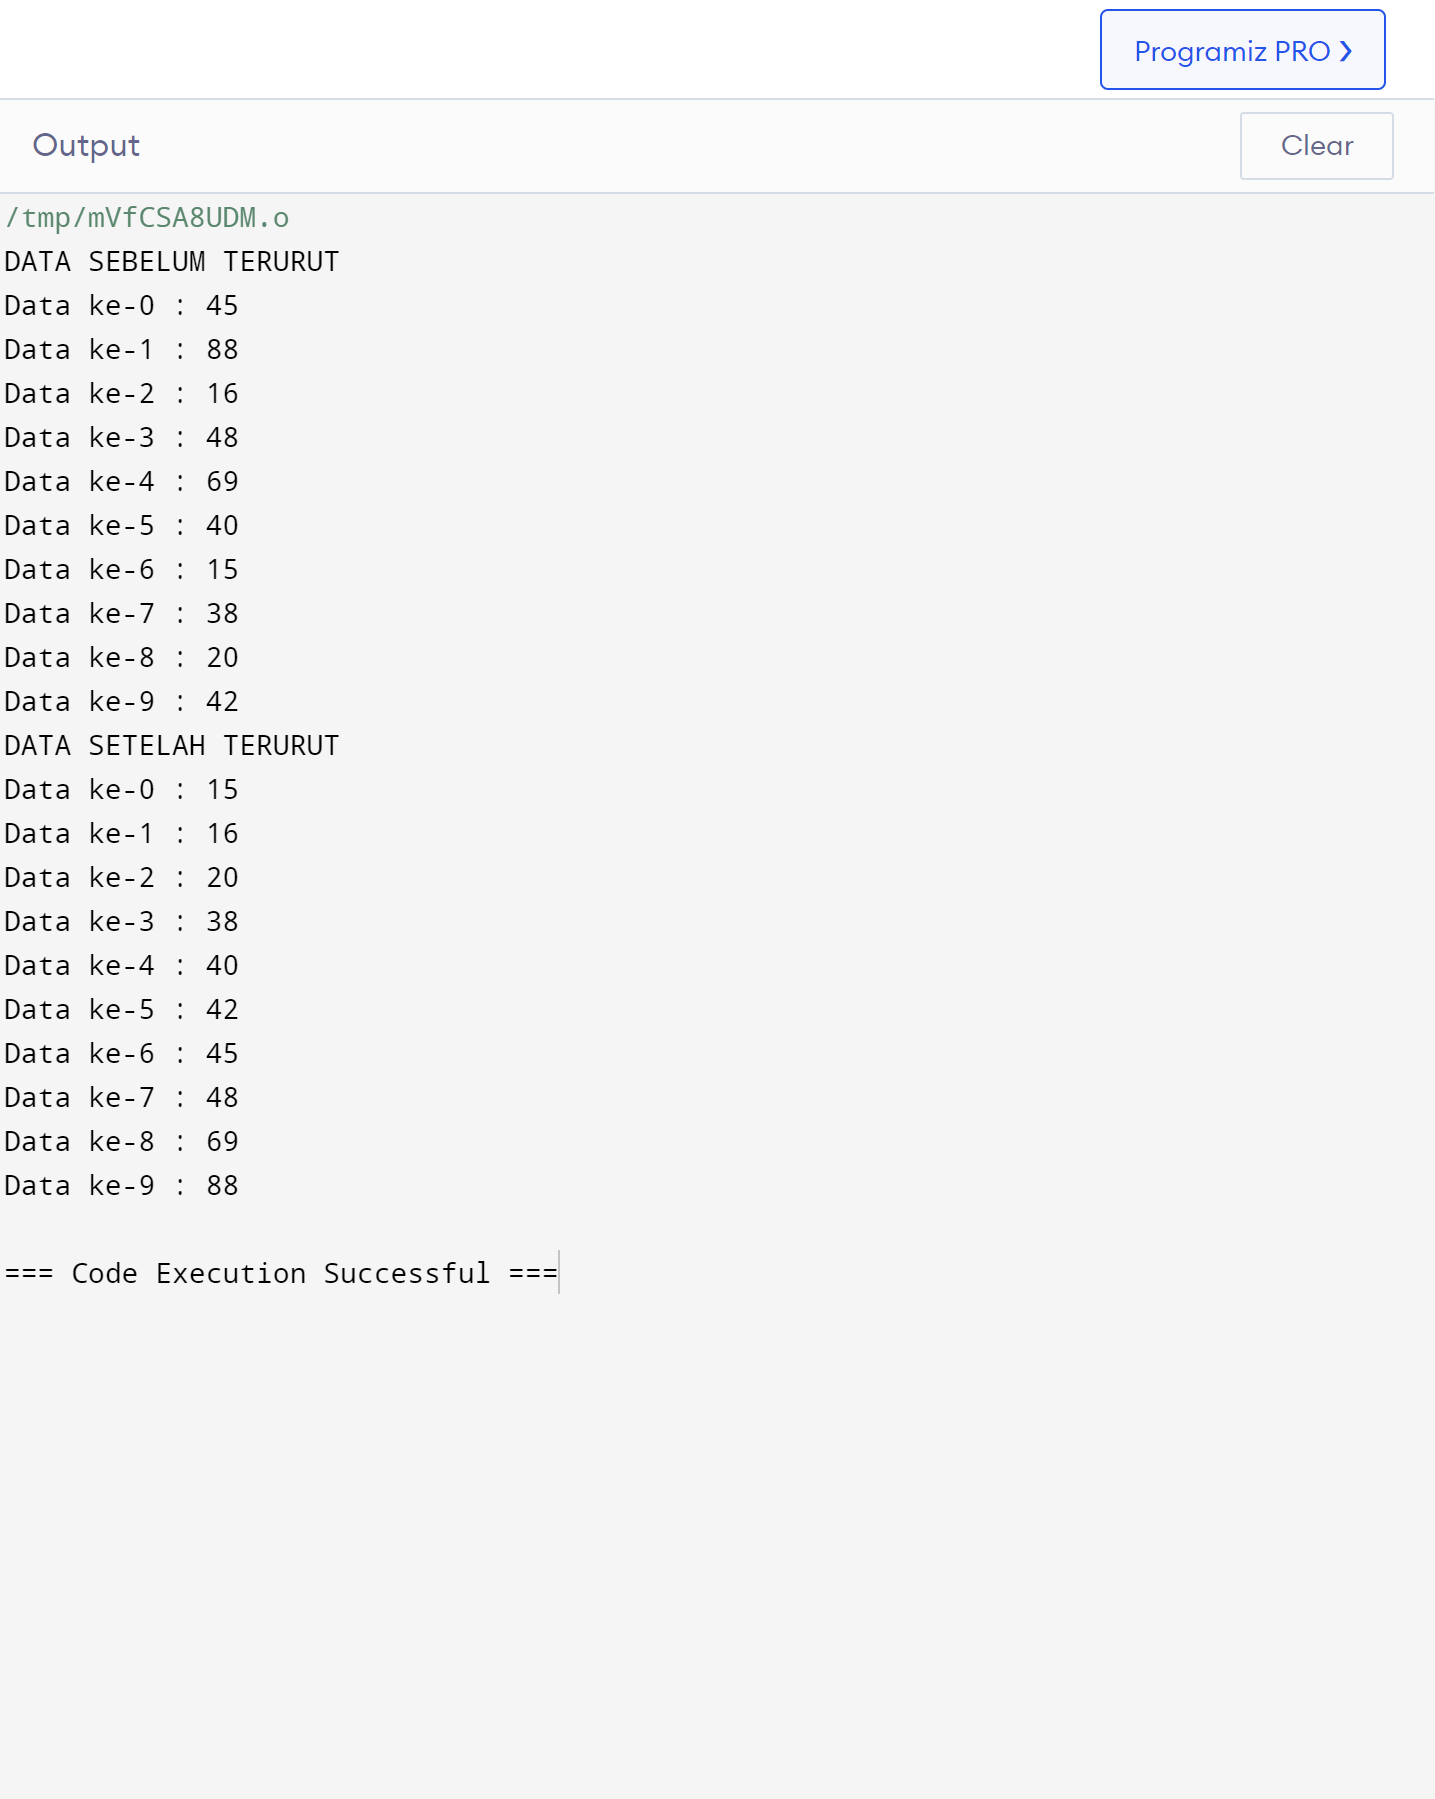 Programiz PRO ❯
Output
Clear
/tmp/mVfCSA8UDM.o
DATA SEBELUM TERURUT
Data ke-0 : 45
Data ke-1 : 88
Data ke-2 : 16
Data ke-3 : 48
Data ke-4 : 69
Data ke-5 : 40
Data ke-6 : 15
Data ke-7 : 38
Data ke-8 : 20
Data ke-9 : 42
DATA SETELAH TERURUT
Data ke-0 : 15
Data ke-1 : 16
Data ke-2 : 20
Data ke-3 : 38
Data ke-4 : 40
Data ke-5 : 42
Data ke-6 : 45
Data ke-7 : 48
Data ke-8 : 69
Data ke-9 : 88
=== Code Execution Successful ===